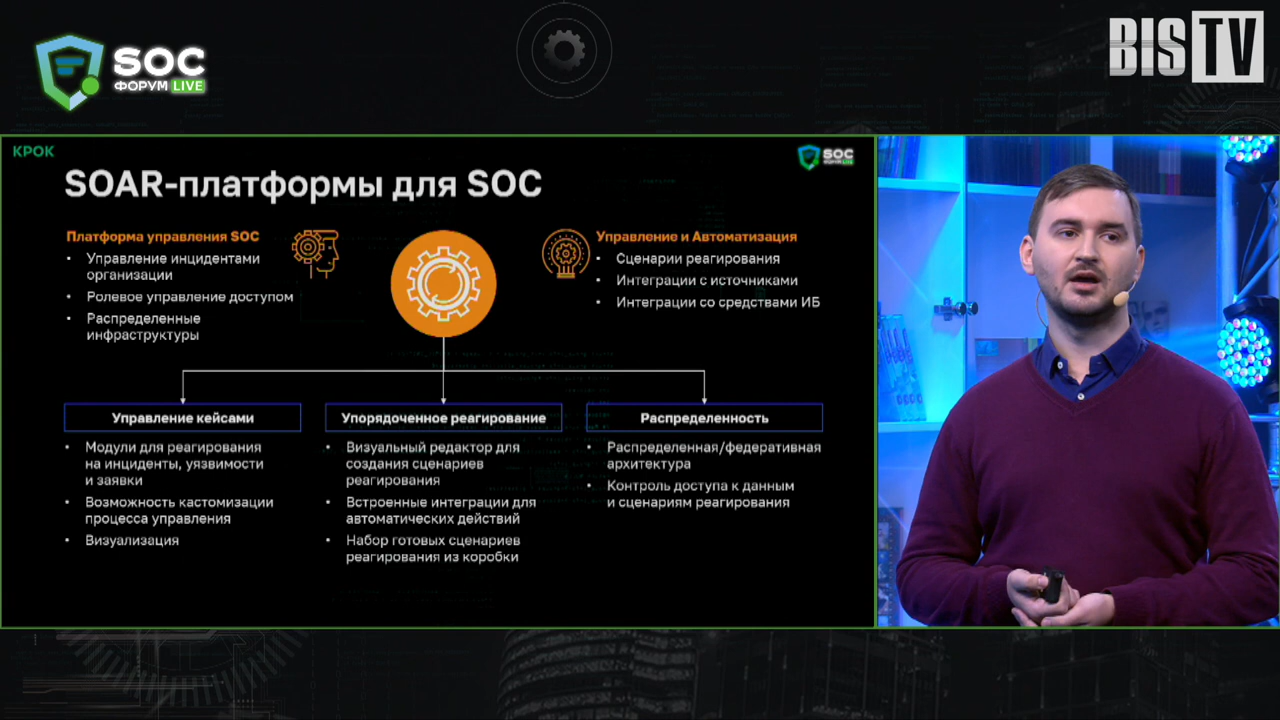 SOC
ФОРУМ LIVE
BIS TV
КРОК
SOC
SOAR-платформы для SOC
Платформа управления SOC
• Управление инцидентами
организации
• Ролевое управление доступом
• Распределенные
инфраструктуры
Управление и Автоматизация
• Сценарии реагирования
• Интеграции с источниками
• Интеграции со средствами ИБ
Управление кейсами
• Модули для реагирования
на инциденты, уязвимости
и заявки
• Возможность кастомизации
процесса управления
• Визуализация
Упорядоченное реагирование
• Визуальный редактор для
создания сценариев
реагирования
• Встроенные интеграции для
автоматических действий
• Набор готовых сценариев
реагирования из коробки
Распределенность
• Распределенная/федеративная
архитектура
• Контроль доступа к данным
и сценариям реагирования